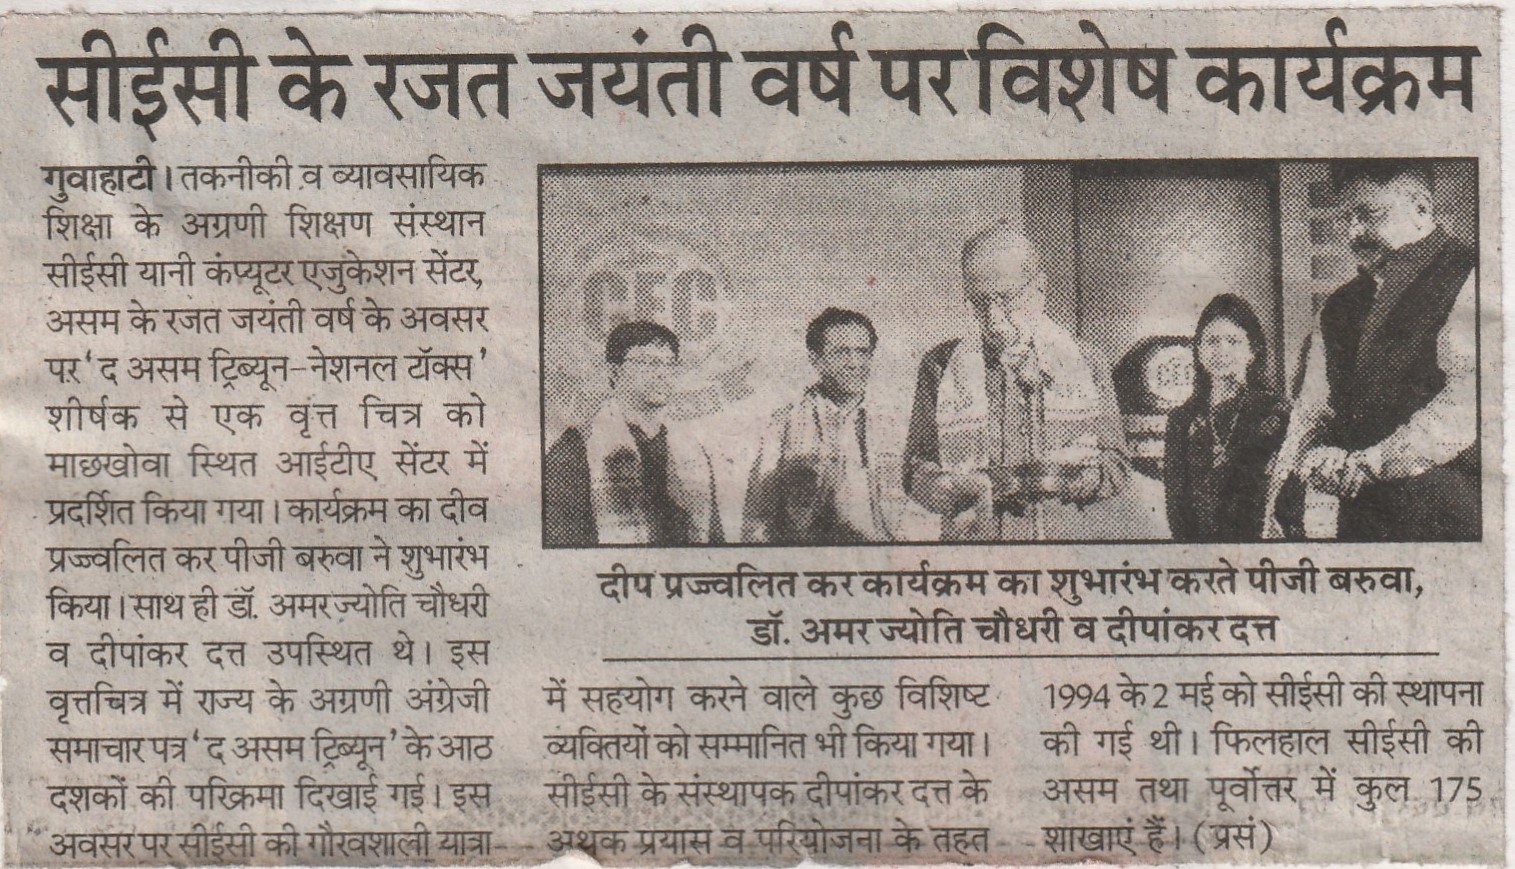 सीईसी के रजत जयंती वर्ष पर विशेष कार्यक्रम
गुवाहाटी। तकनीकी व व्यावसायिक
शिक्षा के अग्रणी शिक्षण संस्थान
सीईसी यानी कंप्यूटर एजुकेशन सेंटर,
असम के रजत जयंती वर्ष के अवसर
पर ‘द असम ट्रिब्यून-नेशनल टॉक्स’
शीर्षक से एक वृत्त चित्र को
माछखोवा स्थित आईटीए सेंटर में
प्रदर्शित किया गया। कार्यक्रम का दीव
प्रज्ज्वलित कर पीजी बरुवा ने शुभारंभ
किया। साथ ही डॉ. अमर ज्योति चौधरी
व दीपांकर दत्त उपस्थित थे। इस
वृत्तचित्र में राज्य के अग्रणी अंग्रेजी
समाचार पत्र ‘द असम ट्रिब्यून’ के आठ
दशकों की परिक्रमा दिखाई गई। इस
अवसर पर सीईसी की गौरवशाली यात्रा
CEC
CEC
दीप प्रज्ज्वलित कर कार्यक्रम का शुभारंभ करते पीजी बरुवा,
डॉ. अमर ज्योति चौधरी व दीपांकर दत्त
में सहयोग करने वाले कुछ विशिष्ट
व्यक्तियों को सम्मानित भी किया गया।
सीईसी के संस्थापक दीपांकर दत्त के
अथक प्रयास व परियोजना के तहत
1994 के 2 मई को सीईसी की स्थापना
की गई थी। फिलहाल सीईसी की
असम तथा पूर्वोत्तर में कुल 175
शाखाएं हैं। (प्रसं)